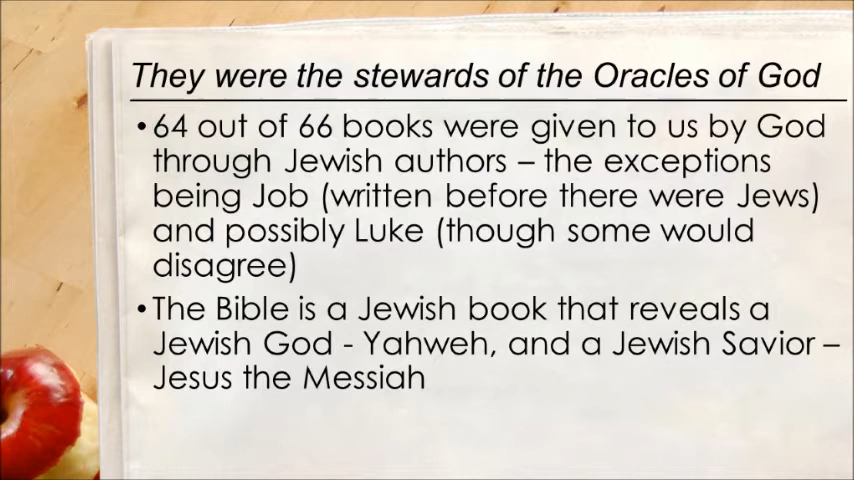 They were the stewards of the Oracles of God
• 64 out of 66 books were given to us by God
through Jewish authors – the exceptions
being Job (written before there were Jews)
and possibly Luke (though some would
disagree)
• The Bible is a Jewish book that reveals a
Jewish God - Yahweh, and a Jewish Savior –
Jesus the Messiah